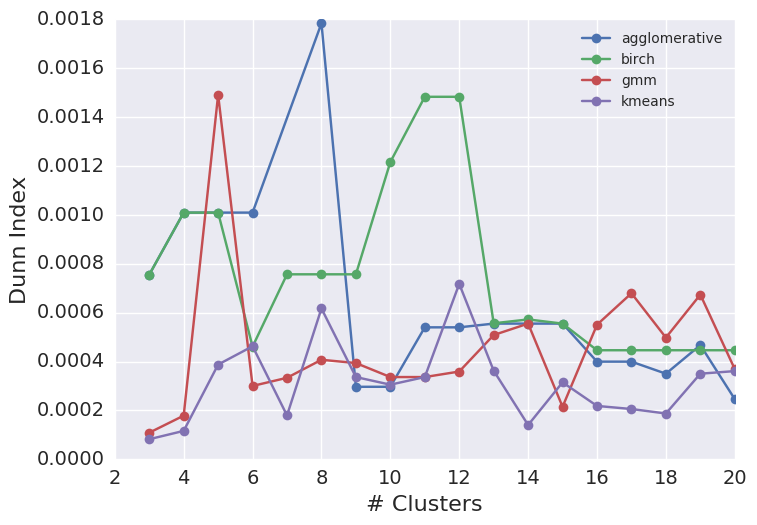 0.0018
0.0016
0.0014
0.0012
0.0010
0.0008
0.0006
0.0004
0.0002
0.0000
Dunn Index
agglomerative
birch
gmm
kmeans
2 4 6 8 10 12 14 16 18 20
# Clusters